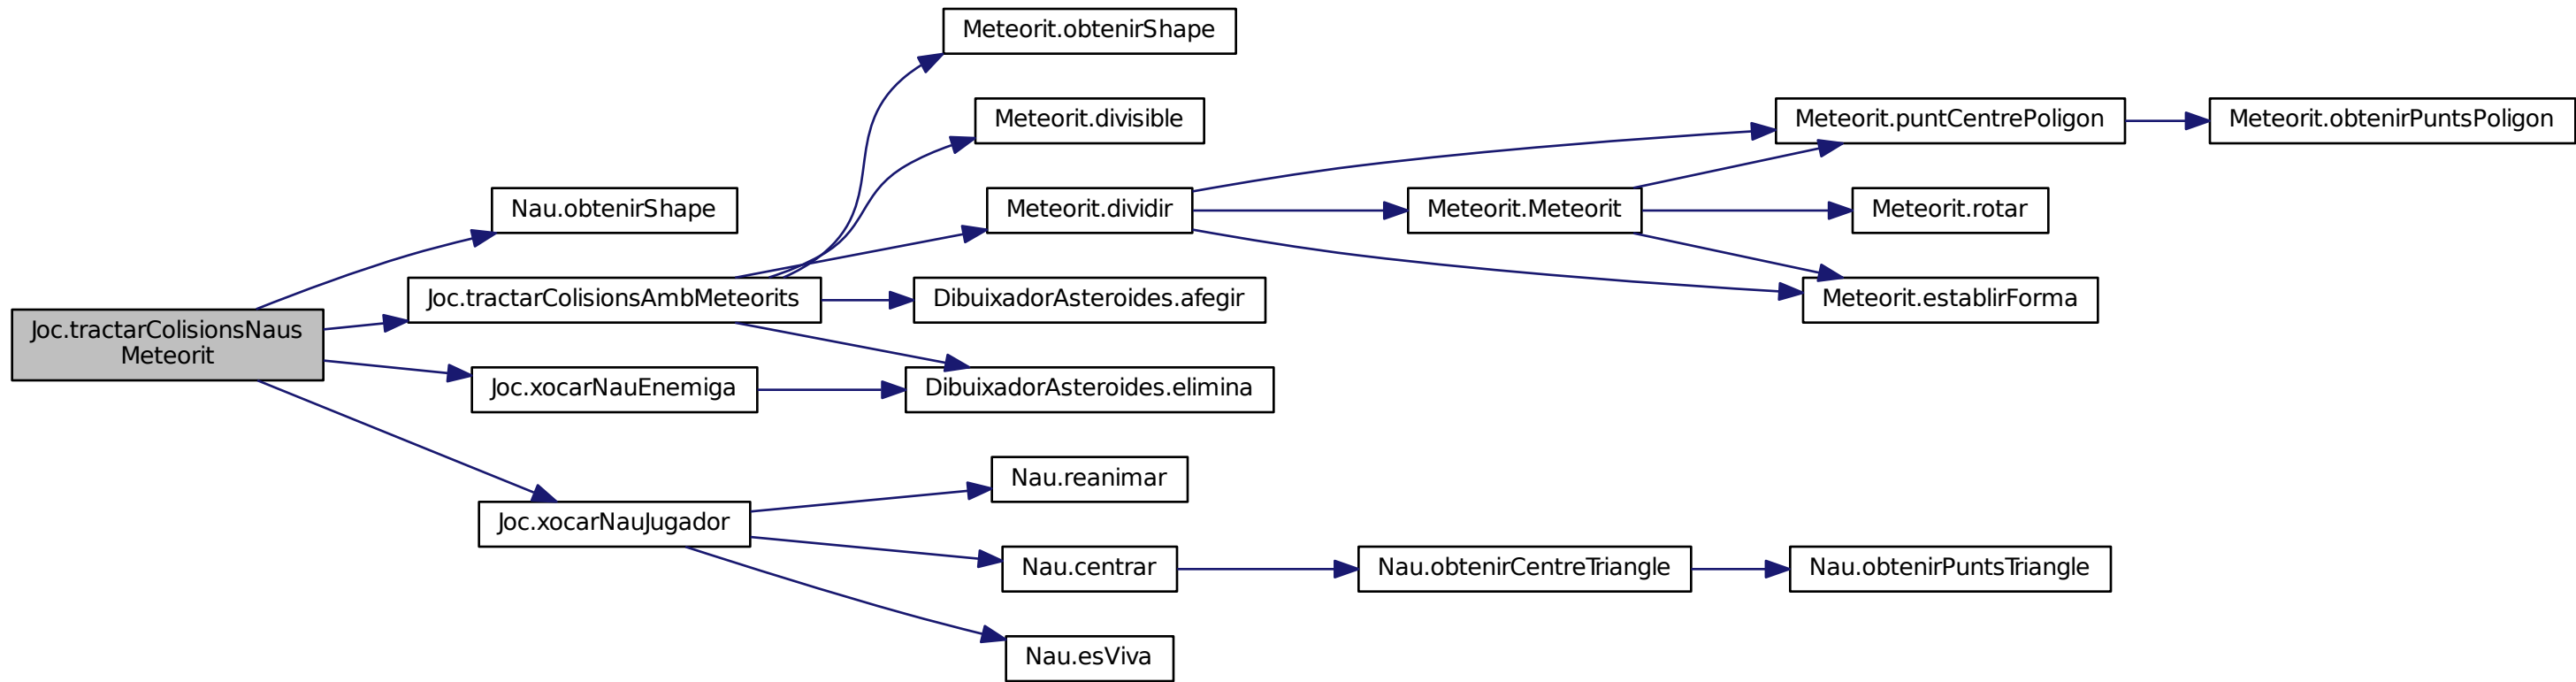 Meteorit.obtenirShape
Meteorit.divisible
Meteorit.puntCentrePoligon
Meteorit.obtenirPuntsPoligon
Nau.obtenirShape
Meteorit.dividir
Meteorit.Meteorit
Meteorit.rotar
Joc.tractarColisionsNaus
Meteorit
Joc.tractarColisionsAmbMeteorits
DibuixadorAsteroides.afegir
Meteorit.establirForma
Joc.xocarNauEnemiga
DibuixadorAsteroides.elimina
Nau.reanimar
Joc.xocarNauJugador
Nau.centrar
Nau.obtenirCentreTriangle
Nau.obtenirPuntsTriangle
Nau.esViva